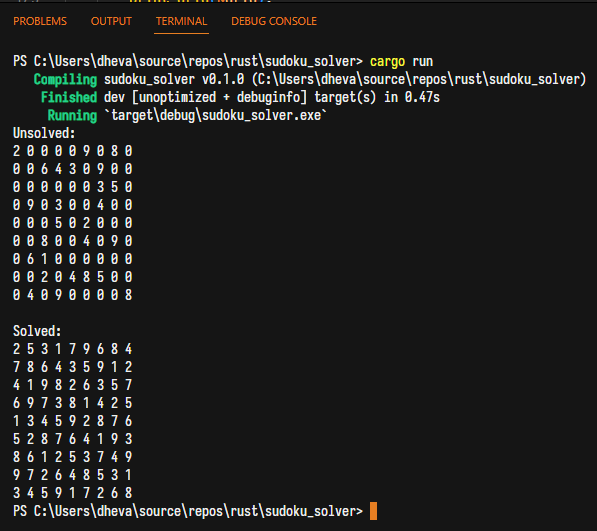 PROBLEMS OUTPUT TERMINAL DEBUG CONSOLE
PS C:\Users\dheva\source\repos\rust\sudoku_solver> cargo run
Compiling sudoku_solver v0.1.0 (C:\Users\dheva\source\repos\rust\sudoku_solver)
Finished dev [unoptimized + debuginfo] target(s) in 0.47s
Running `target\debug\sudoku_solver.exe`
Unsolved:
2 0 0 0 0 9 0 8 0
0 0 6 4 3 0 9 0 0
0 0 0 0 0 0 3 5 0
0 9 0 3 0 0 4 0 0
0 0 0 5 0 2 0 0 0
0 0 8 0 0 4 0 9 0
0 6 1 0 0 0 0 0 0
0 0 2 0 4 8 5 0 0
0 4 0 9 0 0 0 0 8
Solved:
2 5 3 1 7 9 6 8 4
7 8 6 4 3 5 9 1 2
4 1 9 8 2 6 3 5 7
6 9 7 3 8 1 4 2 5
1 3 4 5 9 2 8 7 6
5 2 8 7 6 4 1 9 3
8 6 1 2 5 3 7 4 9
9 7 2 6 4 8 5 3 1
3 4 5 9 1 7 2 6 8
PS C:\Users\dheva\source\repos\rust\sudoku_solver>